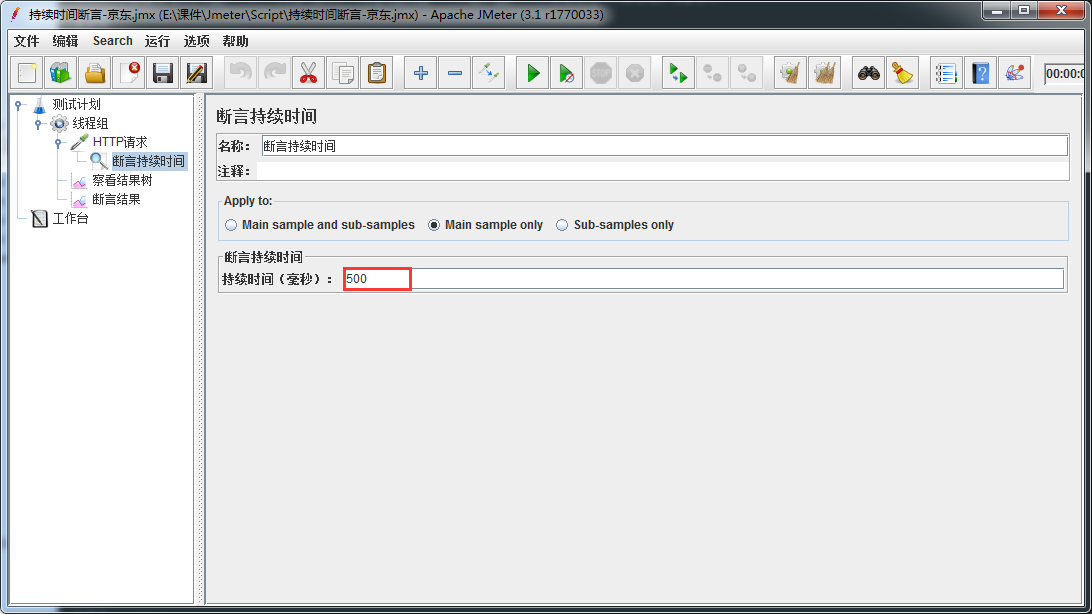 持续时间断言-京东.jmx (E:\课件\Jmeter\Script\持续时间断言-京东.jmx) - Apache JMeter (3.1 r1770033)
文件 编辑 Search 运行 选项 帮助
STOP
00:00:0
测试计划
线程组
HTTP请求
断言持续时间
察看结果树
断言结果
工作台
断言持续时间
名称： 断言持续时间
注释：
Apply to:
Main sample and sub-samples Main sample only Sub-samples only
断言持续时间
持续时间（毫秒）： 500